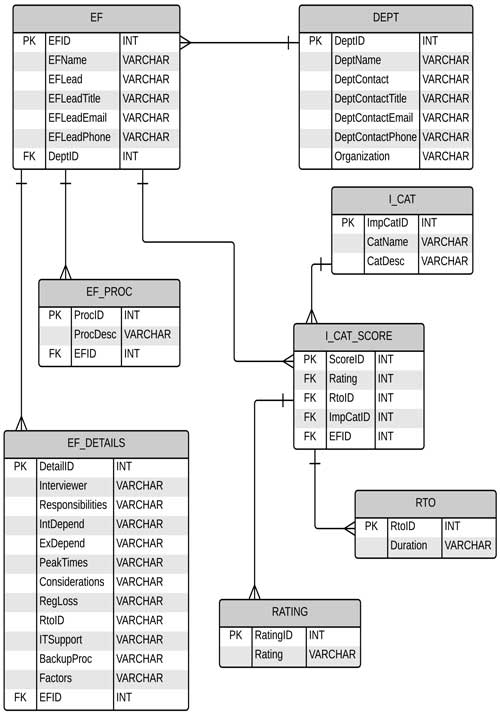 EF
PK EFID INT
EFName VARCHAR
EFLead VARCHAR
EFLeadTitle VARCHAR
EFLeadEmail VARCHAR
EFLeadPhone VARCHAR
FK DeptID INT
DEPT
PK DeptID INT
DeptName VARCHAR
DeptContact VARCHAR
DeptContactTitle VARCHAR
DeptContactEmail VARCHAR
DeptContactPhone VARCHAR
Organization VARCHAR
I_CAT
PK ImpCatID INT
CatName VARCHAR
CatDesc VARCHAR
EF_PROC
PK ProcID INT
ProcDesc VARCHAR
FK EFID INT
I_CAT_SCORE
PK ScoreID INT
FK Rating INT
FK RtoID INT
FK ImpCatID INT
FK EFID INT
EF_DETAILS
PK DetailID INT
Interviewer VARCHAR
Responsibilities VARCHAR
IntDepend VARCHAR
ExDepend VARCHAR
PeakTimes VARCHAR
Considerations VARCHAR
RegLoss VARCHAR
RtoID VARCHAR
ITSupport VARCHAR
BackupProc VARCHAR
Factors VARCHAR
FK EFID INT
RTO
PK RtoID INT
Duration VARCHAR
RATING
PK RatingID INT
Rating VARCHAR